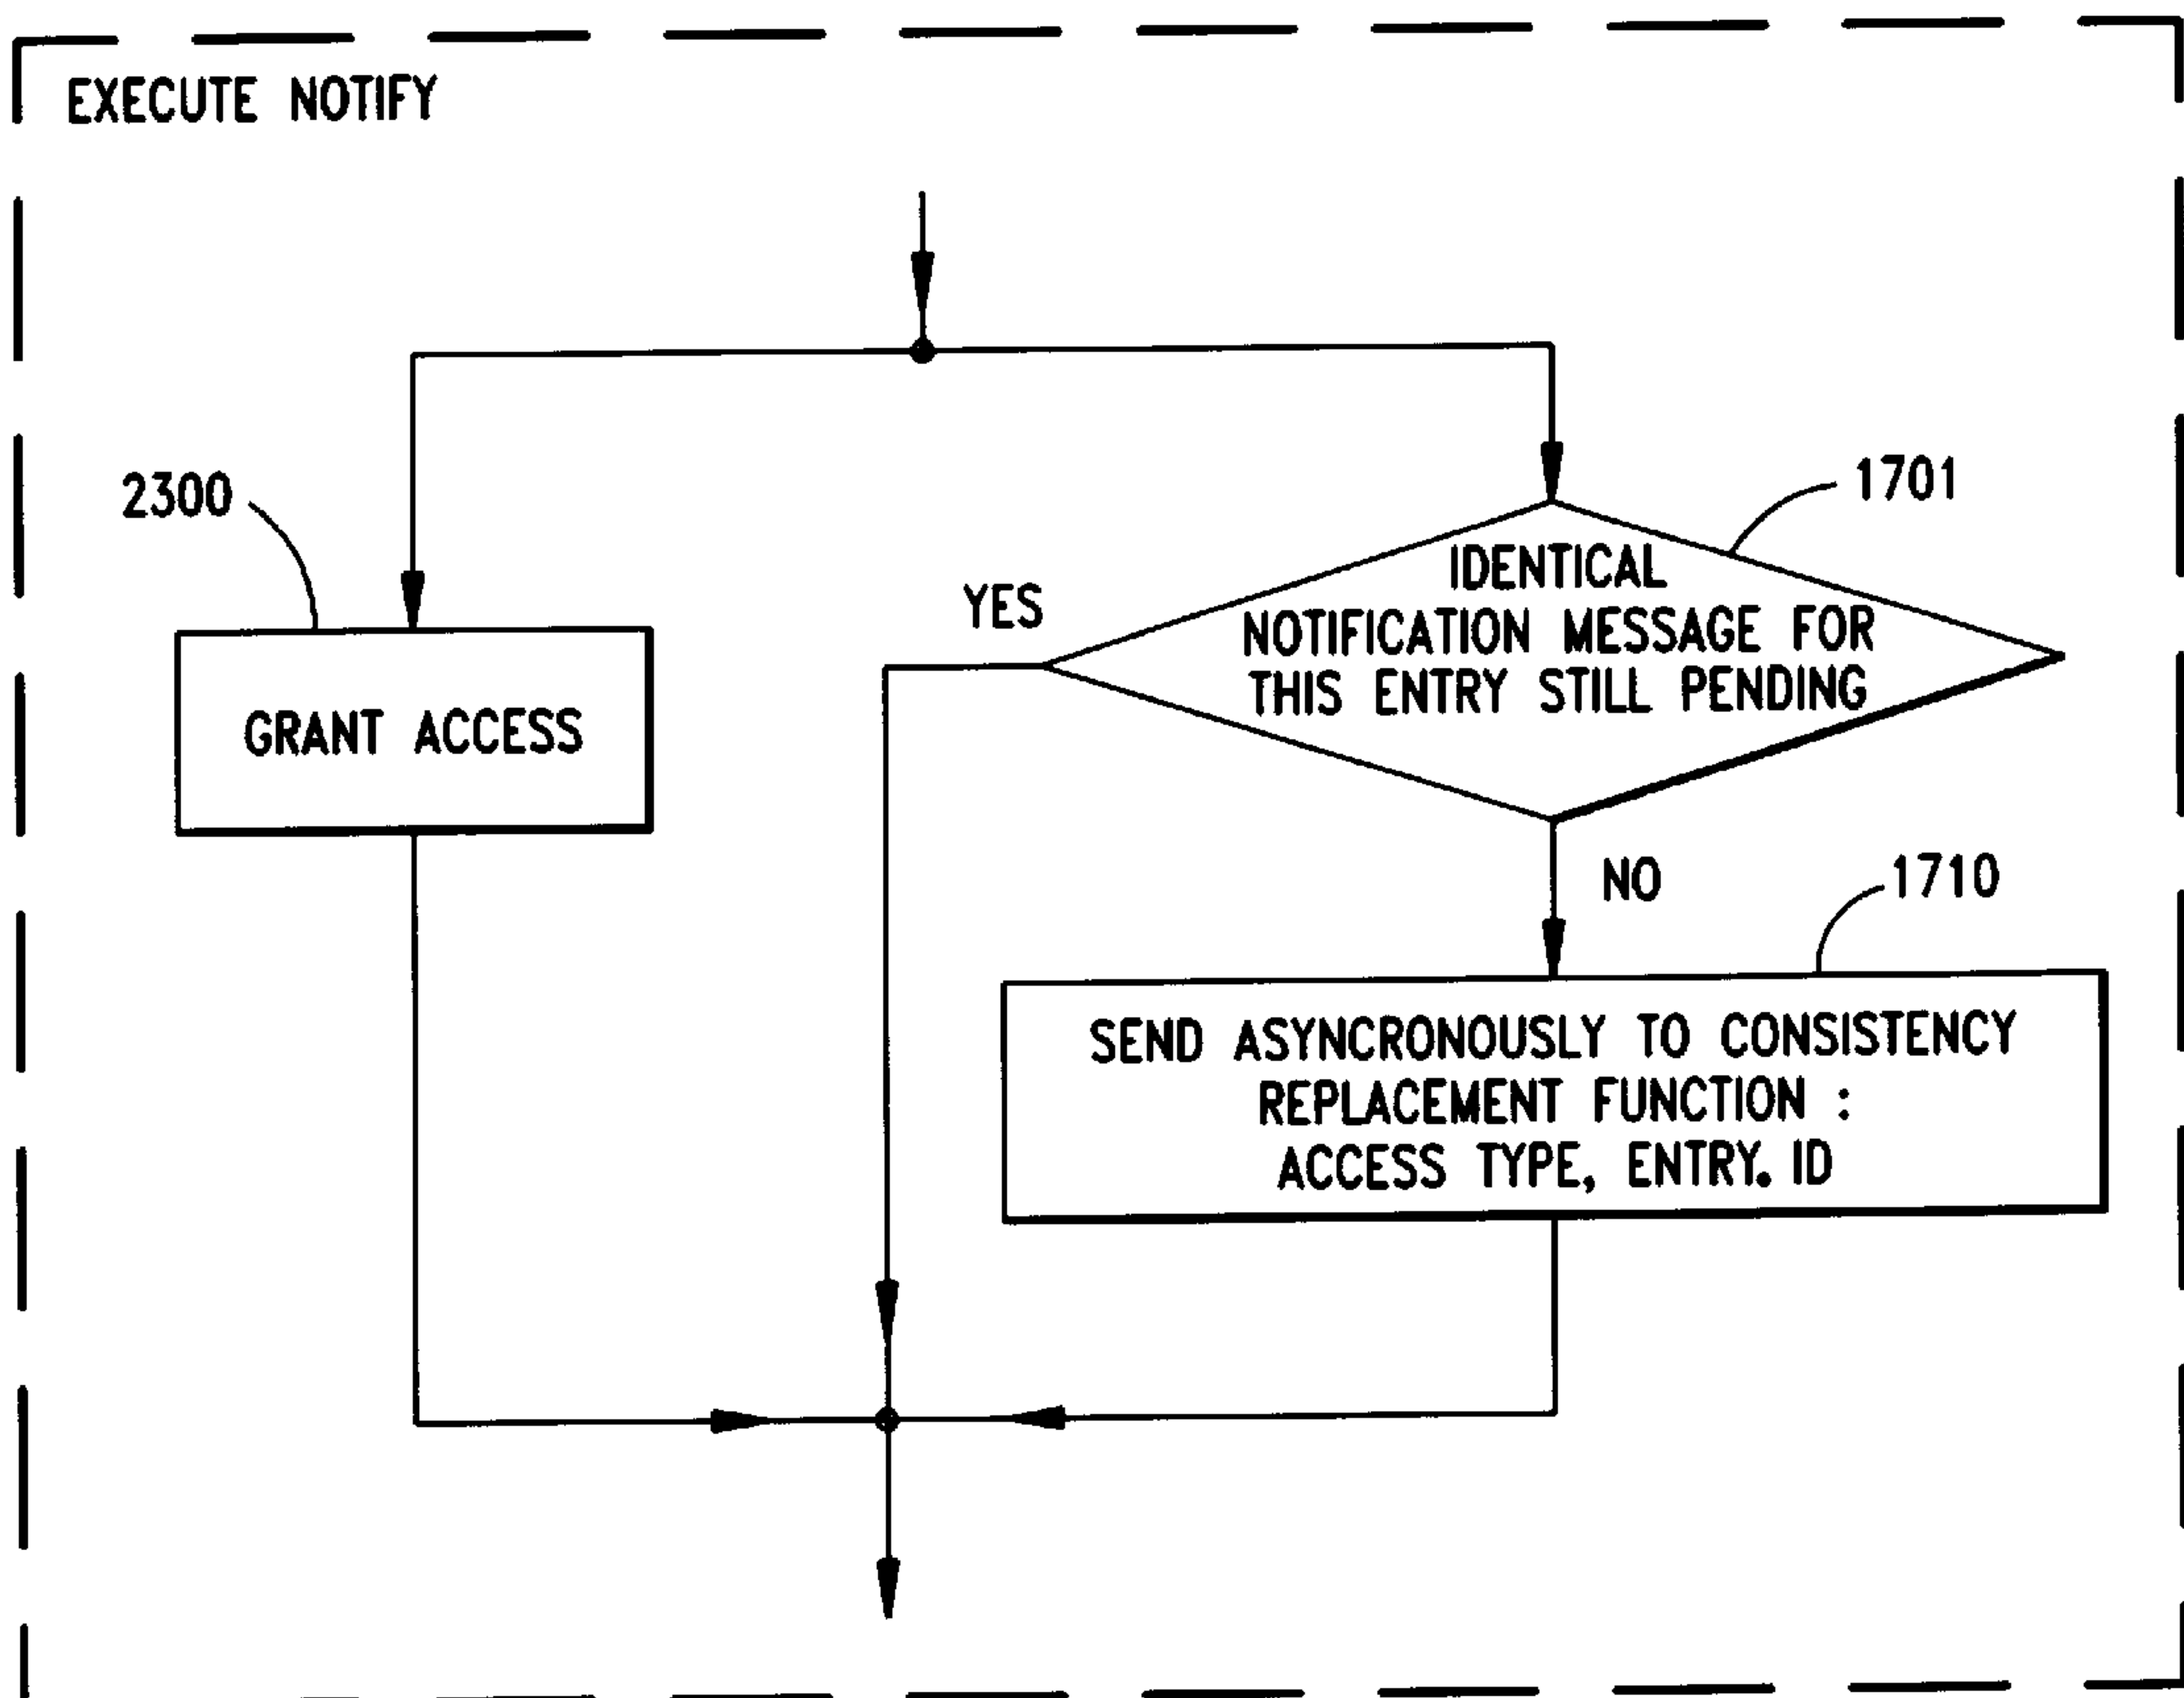 EXECUTE NOTIFY
2300
1701
IDENTICAL
NOTIFICATION MESSAGE FOR
THIS ENTRY STILL PENDING
YES
GRANT ACCESS
NO
1710
SEND ASYNCRONOUSLY TO CONSISTENCY
REPLACEMENT FUNCTION :
ACCESS TYPE, ENTRY. ID